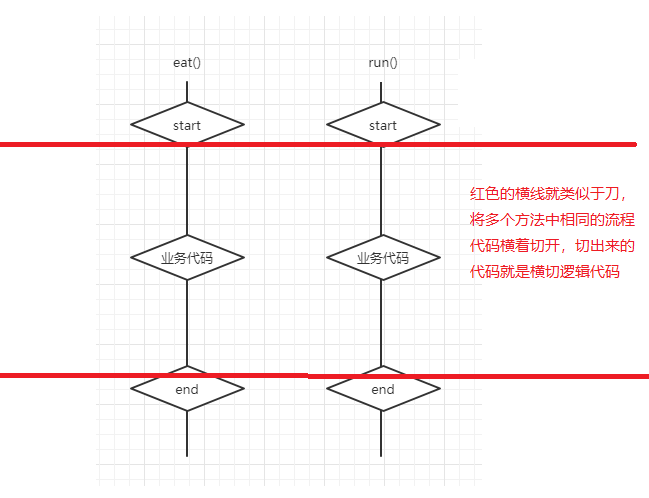 eat()
run()
start
start
红色的横线就类似于刀，
将多个方法中相同的流程
代码横着切开，切出来的
代码就是横切逻辑代码
业务代码
业务代码
end
end